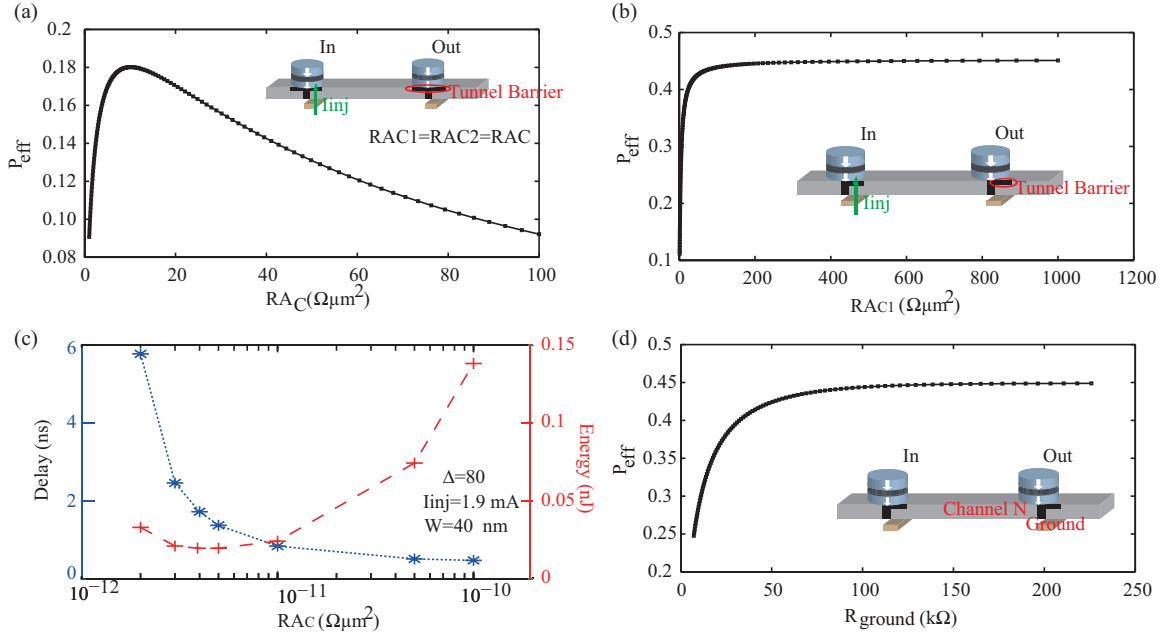 (a)
0.2
0.18
0.16
0.14
0.12
0.10
0.08
P_eff
0
20
40
60
80
100
RA_C(Ωμm²)
In
Out
Tunnel Barrier
Iinj
RAC1=RAC2=RAC
(b)
0.5
0.4
0.3
0.2
0.1
P_eff
0
200
400
600
800
1000
1200
RAC1 (Ωμm²)
In
Out
Tunnel Barrier
Iinj
(c)
6
4
2
0
Delay (ns)
0.15
0.1
0.05
0
Energy (nJ)
10⁻¹²
10⁻¹¹
10⁻¹⁰
RAC (Ωμm²)
Δ=80
Iinj=1.9 mA
W=40 nm
(d)
0.5
0.45
0.4
0.35
0.3
0.25
0.2
P_eff
0
50
100
150
200
250
R_ground (kΩ)
In
Out
Channel N
Ground